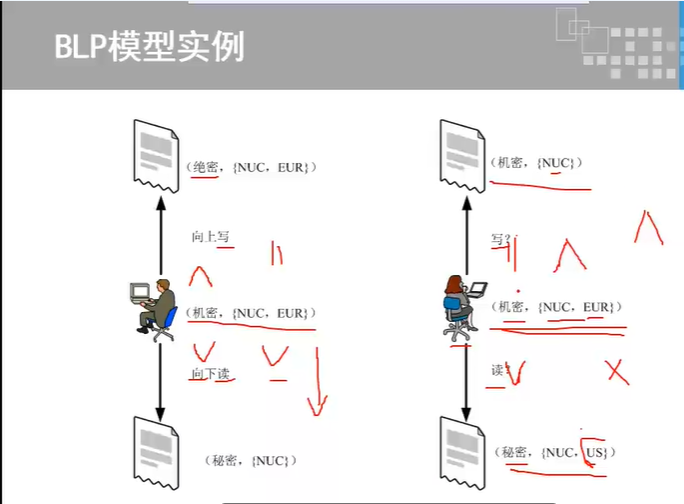 BLP模型实例
(绝密，{NUC，EUR})
向上写
(机密，{NUC，EUR})
向下读
(秘密，{NUC})
(机密，{NUC})
写？
(机密，{NUC，EUR})
读？
(秘密，{NUC，US})